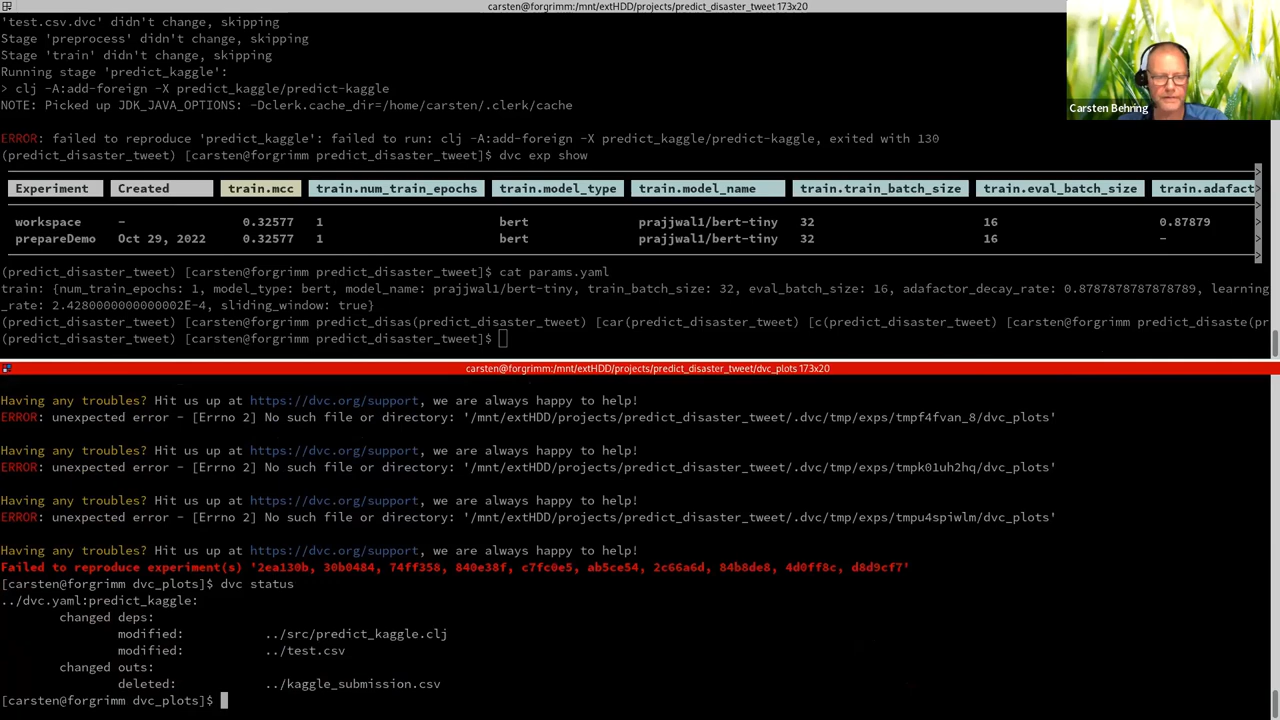 carsten@forgrimm:/mnt/extHDD/projects/predict_disaster_tweet 173x20
'test.csv.dvc' didn't change, skipping
Stage 'preprocess' didn't change, skipping
Stage 'train' didn't change, skipping
Running stage 'predict_kaggle':
> clj -A:add-foreign -X predict_kaggle/predict-kaggle
NOTE: Picked up JDK_JAVA_OPTIONS: -Dclerk.cache_dir=/home/carsten/.clerk/cache
Carsten Behring
ERROR: failed to reproduce 'predict_kaggle': failed to run: clj -A:add-foreign -X predict_kaggle/predict-kaggle, exited with 130
(predict_disaster_tweet) [carsten@forgrimm predict_disaster_tweet]$ dvc exp show
Experiment Created train.mcc train.num_train_epochs train.model_type train.model_name train.train_batch_size train.eval_batch_size train.adafact
workspace - 0.32577 1 bert prajjwal1/bert-tiny 32 16 0.87879
prepareDemo Oct 29, 2022 0.32577 1 bert prajjwal1/bert-tiny 32 16 -
(predict_disaster_tweet) [carsten@forgrimm predict_disaster_tweet]$ cat params.yaml
train: {num_train_epochs: 1, model_type: bert, model_name: prajjwal1/bert-tiny, train_batch_size: 32, eval_batch_size: 16, adafactor_decay_rate: 0.8787878787878789, learning
_rate: 2.4280000000000002E-4, sliding_window: true}
(predict_disaster_tweet) [carsten@forgrimm predict_disas(predict_disaster_tweet) [car(predict_disaster_tweet) [c(predict_disaster_tweet) [carsten@forgrimm predict_disaste(pr
(predict_disaster_tweet) [carsten@forgrimm predict_disaster_tweet]$
carsten@forgrimm:/mnt/extHDD/projects/predict_disaster_tweet/dvc_plots 173x20
Having any troubles? Hit us up at https://dvc.org/support, we are always happy to help!
ERROR: unexpected error - [Errno 2] No such file or directory: '/mnt/extHDD/projects/predict_disaster_tweet/.dvc/tmp/exps/tmpf4fvan_8/dvc_plots'
Having any troubles? Hit us up at https://dvc.org/support, we are always happy to help!
ERROR: unexpected error - [Errno 2] No such file or directory: '/mnt/extHDD/projects/predict_disaster_tweet/.dvc/tmp/exps/tmpk01uh2hq/dvc_plots'
Having any troubles? Hit us up at https://dvc.org/support, we are always happy to help!
ERROR: unexpected error - [Errno 2] No such file or directory: '/mnt/extHDD/projects/predict_disaster_tweet/.dvc/tmp/exps/tmpu4spiwlm/dvc_plots'
Having any troubles? Hit us up at https://dvc.org/support, we are always happy to help!
Failed to reproduce experiment(s) '2ea130b, 30b0484, 74ff358, 840e38f, c7fc0e5, ab5ce54, 2c66a6d, 84b8de8, 4d0ff8c, d8d9cf7'
[carsten@forgrimm dvc_plots]$ dvc status
../dvc.yaml:predict_kaggle:
changed deps:
modified: ../src/predict_kaggle.clj
modified: ../test.csv
changed outs:
deleted: ../kaggle_submission.csv
[carsten@forgrimm dvc_plots]$